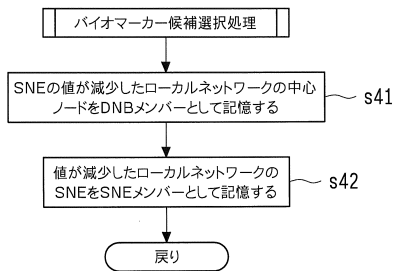 バイオマーカー候補選択処理
SNEの値が減少したローカルネットワークの中心
ノードをDNBメンバーとして記憶する
s41
値が減少したローカルネットワークの
SNEをSNEメンバーとして記憶する
s42
戻り